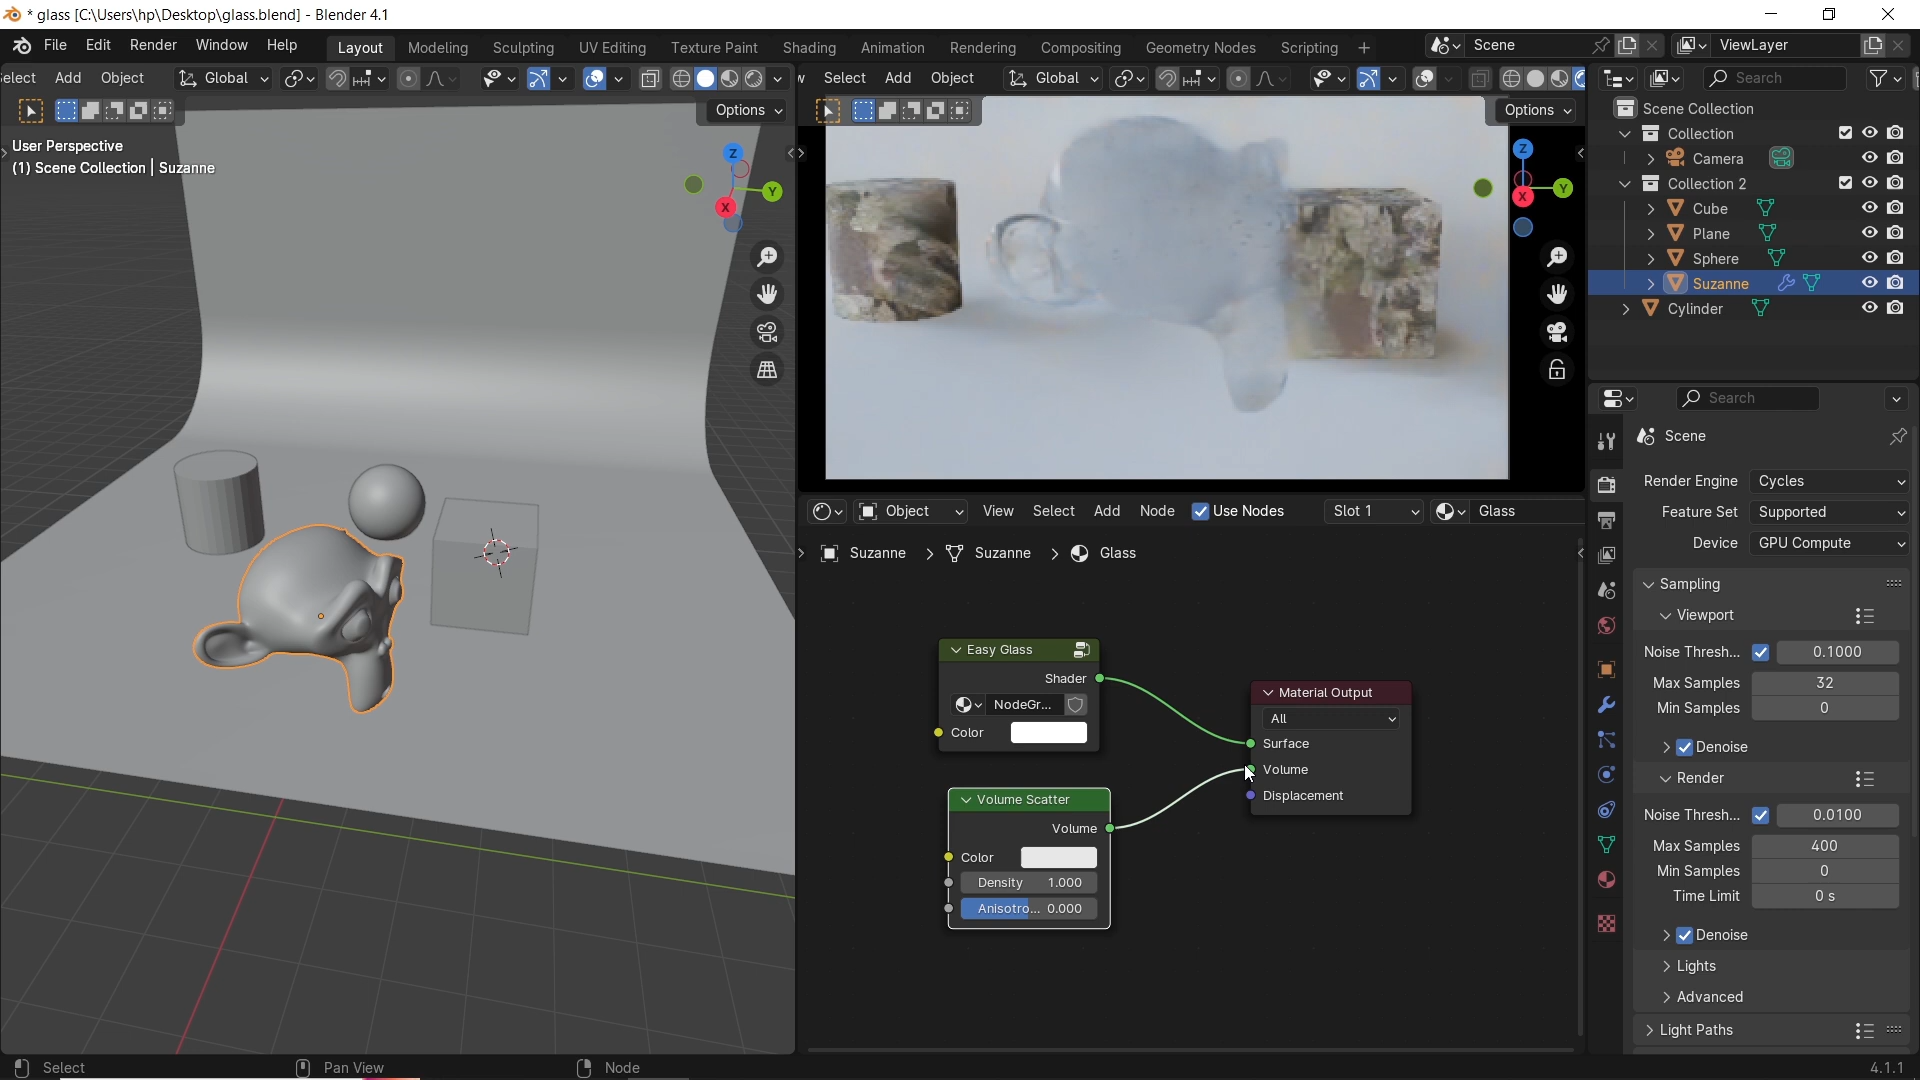 * glass [C:\Users\hp\Desktop\glass.blend] - Blender 4.1
File Edit Render Window Help Layout Modeling Sculpting UV Editing Texture Paint Shading Animation Rendering Compositing Geometry Nodes Scripting + Scene ViewLayer
elect Add Object Global Select Add Object Global Search
Options Options
User Perspective
(1) Scene Collection | Suzanne
Z
Y
X
Z
Y
X
Scene Collection
Collection
Camera
Collection 2
Cube
Plane
Sphere
Suzanne
Cylinder
Search
Scene
Render Engine Cycles
Feature Set Supported
Device GPU Compute
Sampling
Viewport
Noise Thresh... 0.1000
Max Samples 32
Min Samples 0
Denoise
Render
Noise Thresh... 0.0100
Max Samples 400
Min Samples 0
Time Limit 0 s
Denoise
Lights
Advanced
Light Paths
Object View Select Add Node Use Nodes Slot 1 Glass
Suzanne > Suzanne > Glass
Easy Glass
Shader
NodeGr...
Color
Volume Scatter
Volume
Color
Density 1.000
Anisotro... 0.000
Material Output
All
Surface
Volume
Displacement
Select Pan View Node 4.1.1